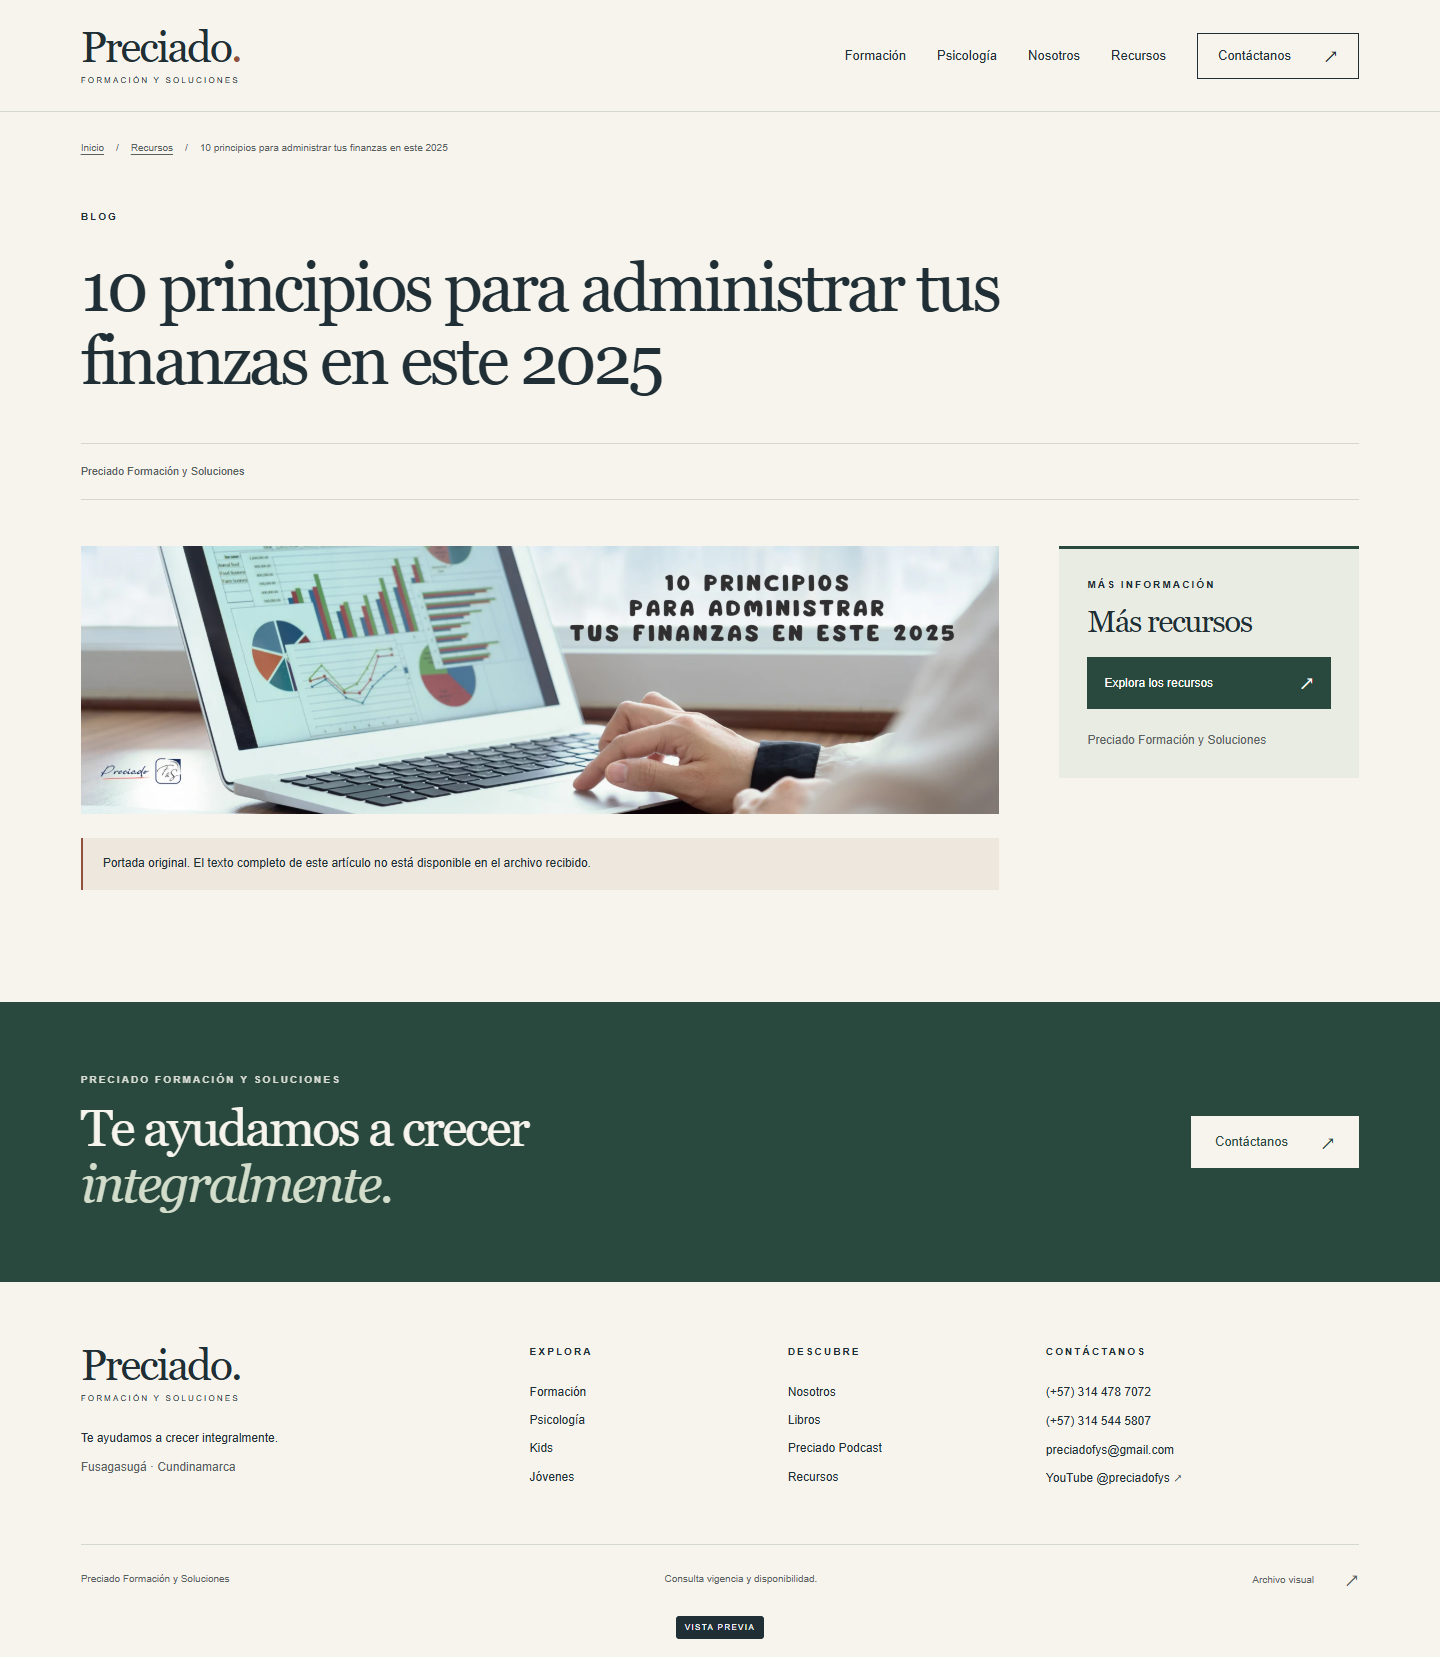 Preciado.
FORMACIÓN Y SOLUCIONES
Formación
Psicología
Nosotros
Recursos
Contáctanos ↗
Inicio / Recursos / 10 principios para administrar tus finanzas en este 2025
BLOG
10 principios para administrar tus
finanzas en este 2025
Preciado Formación y Soluciones
10 PRINCIPIOS
PARA ADMINISTRAR
TUS FINANZAS EN ESTE 2025
Preciado
Portada original. El texto completo de este artículo no está disponible en el archivo recibido.
MÁS INFORMACIÓN
Más recursos
Explora los recursos ↗
Preciado Formación y Soluciones
PRECIADO FORMACIÓN Y SOLUCIONES
Te ayudamos a crecer
integralmente.
Contáctanos ↗
Preciado.
FORMACIÓN Y SOLUCIONES
Te ayudamos a crecer integralmente.
Fusagasugá · Cundinamarca
EXPLORA
Formación
Psicología
Kids
Jóvenes
DESCUBRE
Nosotros
Libros
Preciado Podcast
Recursos
CONTÁCTANOS
(+57) 314 478 7072
(+57) 314 544 5807
preciadofys@gmail.com
YouTube @preciadofys ↗
Preciado Formación y Soluciones
Consulta vigencia y disponibilidad.
Archivo visual ↗
VISTA PREVIA